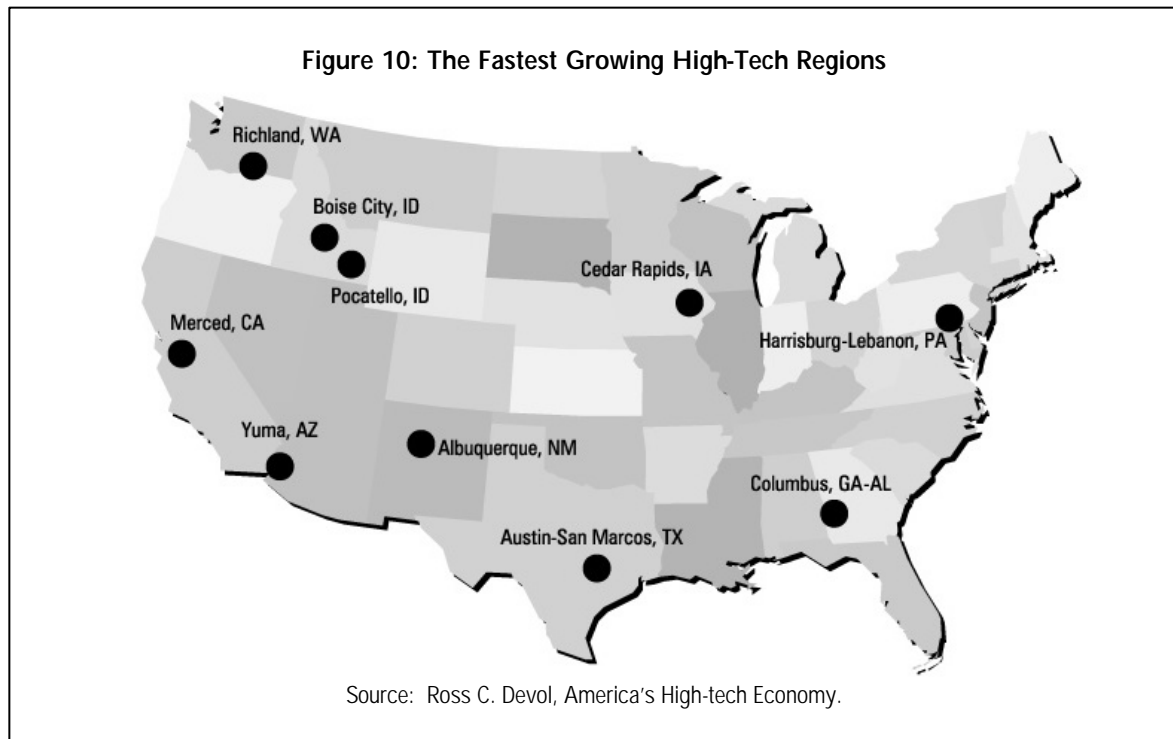 Figure 10: The Fastest Growing High-Tech Regions
Richland, WA
Boise City, ID
Pocatello, ID
Cedar Rapids, IA
Merced, CA
Harrisburg-Lebanon, PA
Yuma, AZ
Albuquerque, NM
Columbus, GA-AL
Austin-San Marcos, TX
Source: Ross C. Devol, America's High-tech Economy.